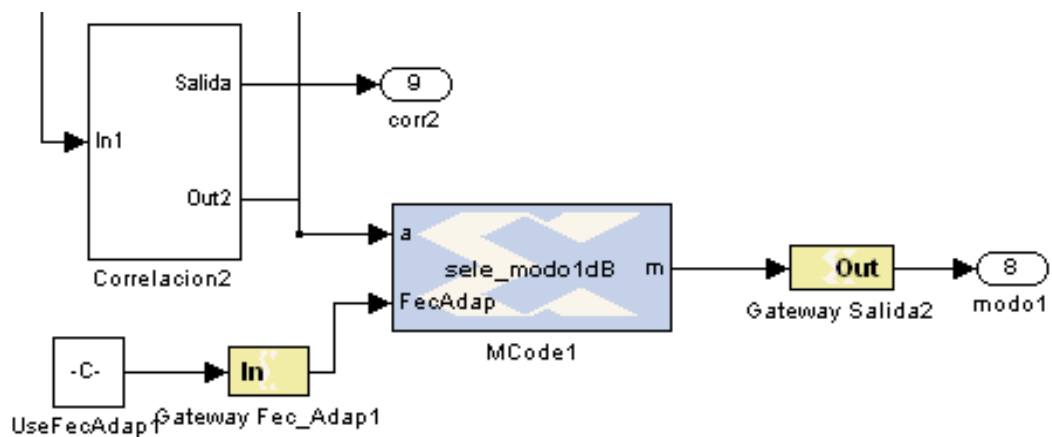 Salida
9
corr2
In1
Out2
Correlacion2
a
sele_modo1dB
m
FecAdap
MCode1
Out
Gateway Salida2
8
modo1
-C-
UseFecAdap1
In
Gateway Fec_Adap1